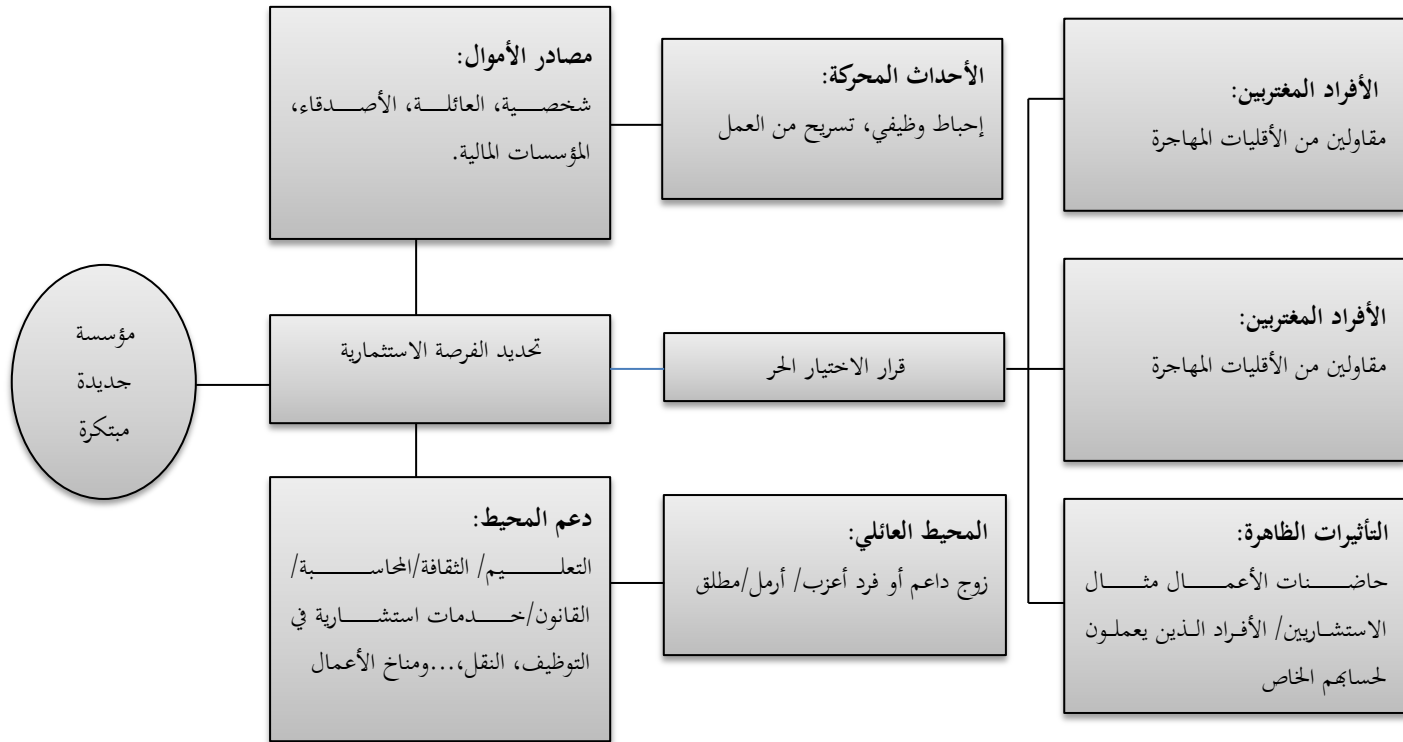 الأفراد المغتربين:
مقاولين من الأقليات المهاجرة
الأحداث المحركة:
إحباط وظيفي، تسريح من العمل
مصادر الأموال:
شخصية، العائلة، الأصدقاء،
المؤسسات المالية.
الأفراد المغتربين:
مقاولين من الأقليات المهاجرة
قرار الاختيار الحر
تحديد الفرصة الاستثمارية
مؤسسة
جديدة
مبتكرة
التأثيرات الظاهرة:
حاضنات الأعمال مثال
الاستشاريين/ الأفراد الذين يعملون
لحسابهم الخاص
المحيط العائلي:
زوج داعم أو فرد أعزب/ أرمل/مطلق
دعم المحيط:
التعليم/ الثقافة/المحاسبة/
القانون/خدمات استشارية في
التوظيف، النقل،...ومناخ الأعمال